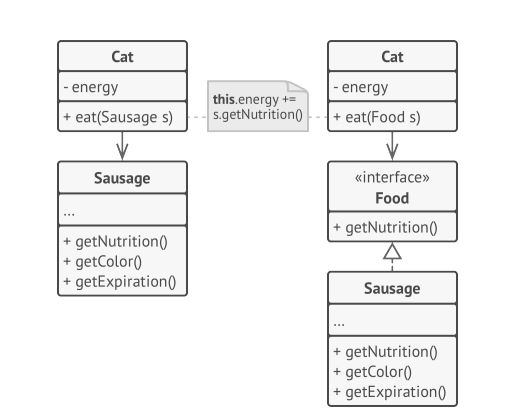 Cat
- energy
+ eat(Sausage s)
Sausage
...
+ getNutrition()
+ getColor()
+ getExpiration()
this.energy +=
s.getNutrition()
Cat
- energy
+ eat(Food s)
«interface»
Food
+ getNutrition()
Sausage
...
+ getNutrition()
+ getColor()
+ getExpiration()